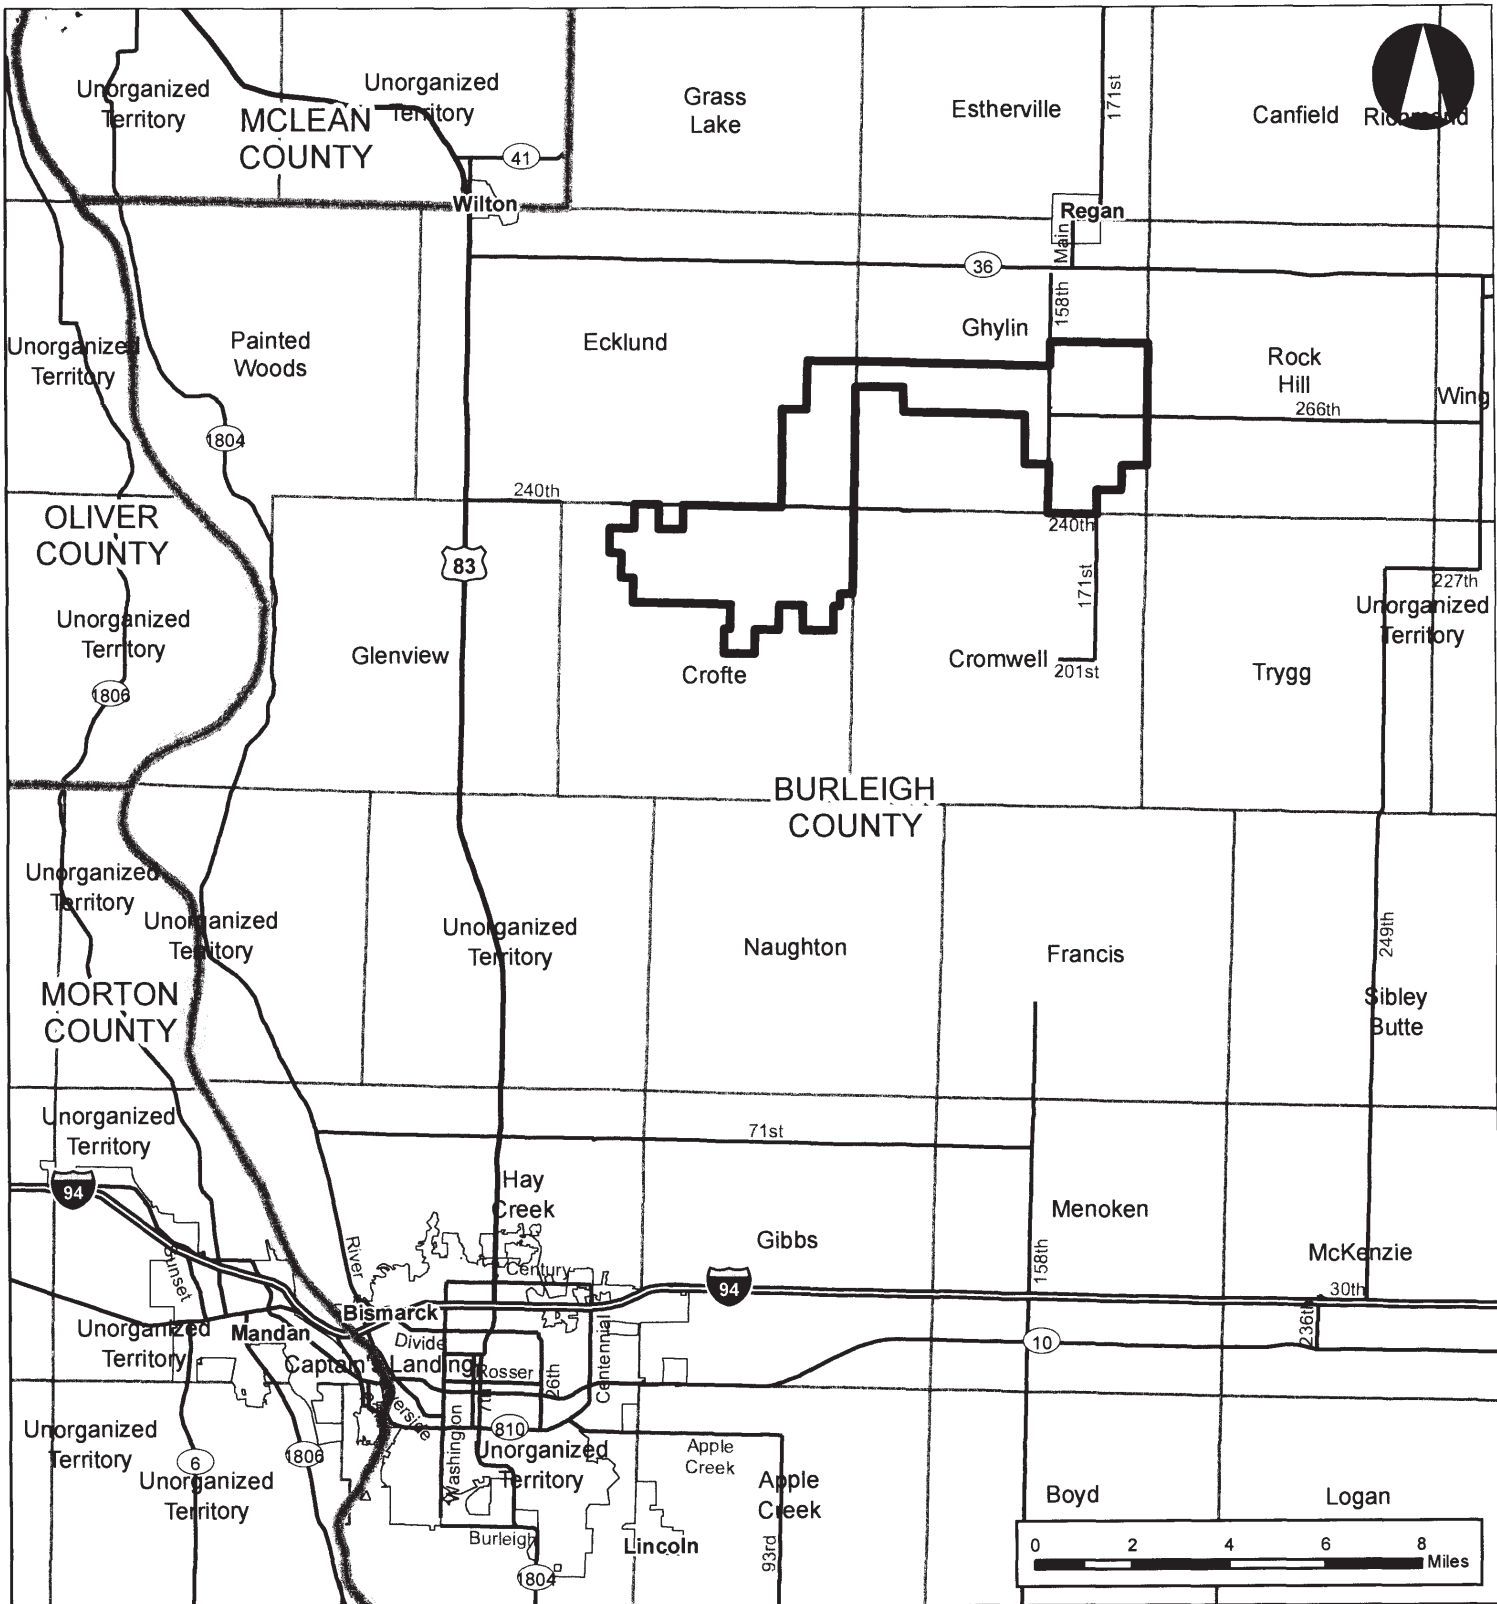 Unorganized
Territory
Unorganized
Territory
MCLEAN
COUNTY
41
Wilton
Grass
Lake
Estherville
171st
Canfield
Richmond
Regan
Main
36
158th
Ghylin
Unorganized
Territory
Painted
Woods
Ecklund
Rock
Hill
266th
Wing
1804
240th
OLIVER
COUNTY
83
240th
171st
227th
Unorganized
Territory
Unorganized
Territory
Glenview
Crofte
Cromwell
201st
Trygg
1806
BURLEIGH
COUNTY
Unorganized
Territory
Unorganized
Territory
Unorganized
Territory
Naughton
Francis
249th
MORTON
COUNTY
Sibley
Butte
Unorganized
Territory
71st
94
Hay
Creek
Gibbs
Menoken
McKenzie
Sunset
River
Century
94
158th
30th
236th
Bismarck
Unorganized
Territory
Mandan
Divide
10
Captain's Landing
Rosser
26th
Centennial
7th
Washington
810
Unorganized
Territory
6
1806
Unorganized
Territory
Unorganized
Territory
Apple
Creek
Apple
Creek
Boyd
Logan
Burleigh
Lincoln
93rd
1804
0 2 4 6 8
Miles